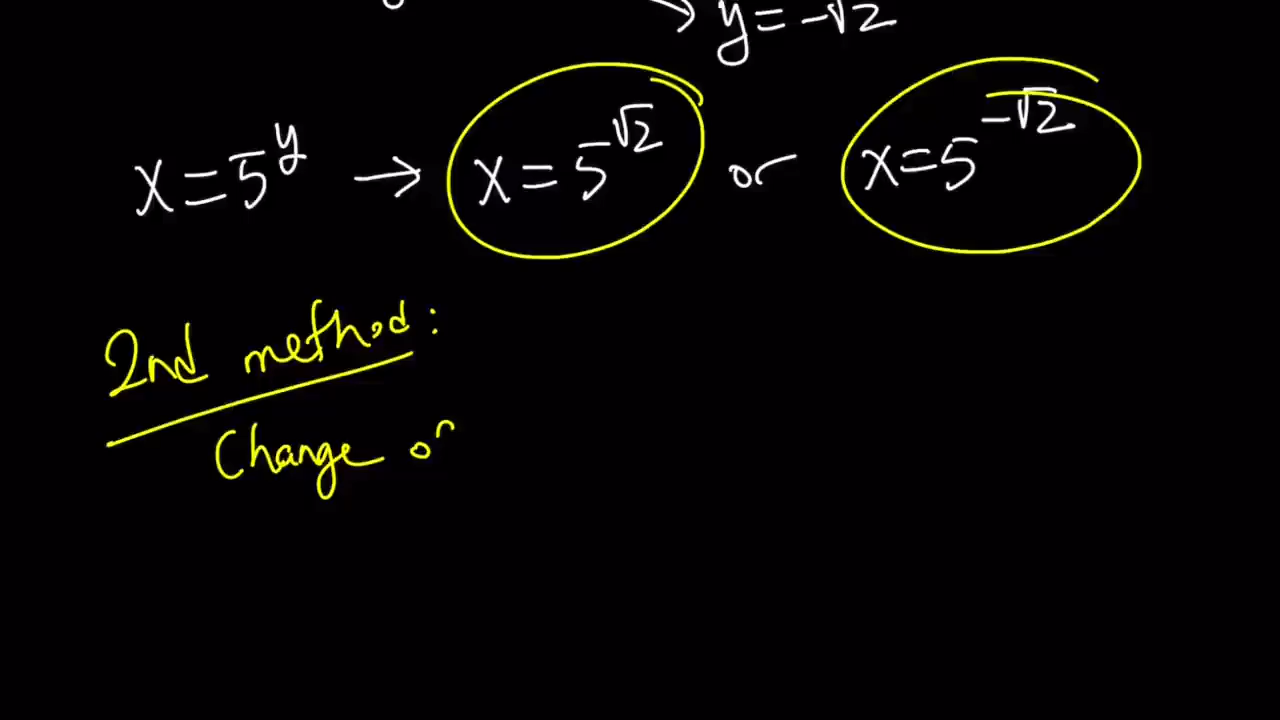 y = -√2
x = 5^y → x = 5^√2 or x = 5^-√2
2nd method:
Change